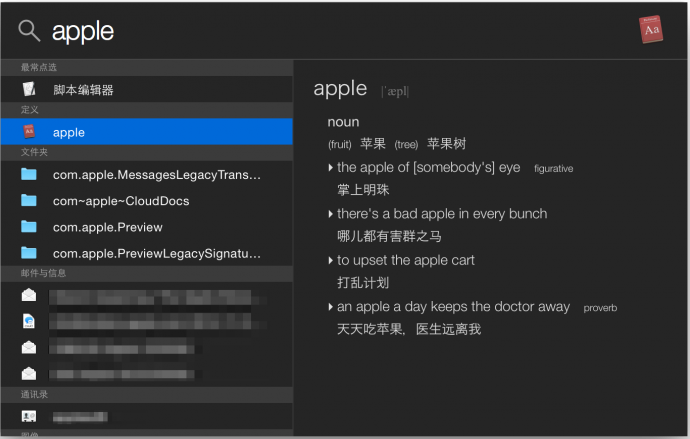 apple
最常点选
脚本编辑器
定义
apple
文件夹
com.apple.MessagesLegacyTrans...
com~apple~CloudDocs
com.apple.Preview
com.apple.PreviewLegacySignatu...
邮件与信息
通讯录
图像
Aa
apple |ˈæpl|
noun
(fruit) 苹果 (tree) 苹果树
the apple of [somebody's] eye figurative
掌上明珠
there's a bad apple in every bunch
哪儿都有害群之马
to upset the apple cart
打乱计划
an apple a day keeps the doctor away proverb
天天吃苹果，医生远离我